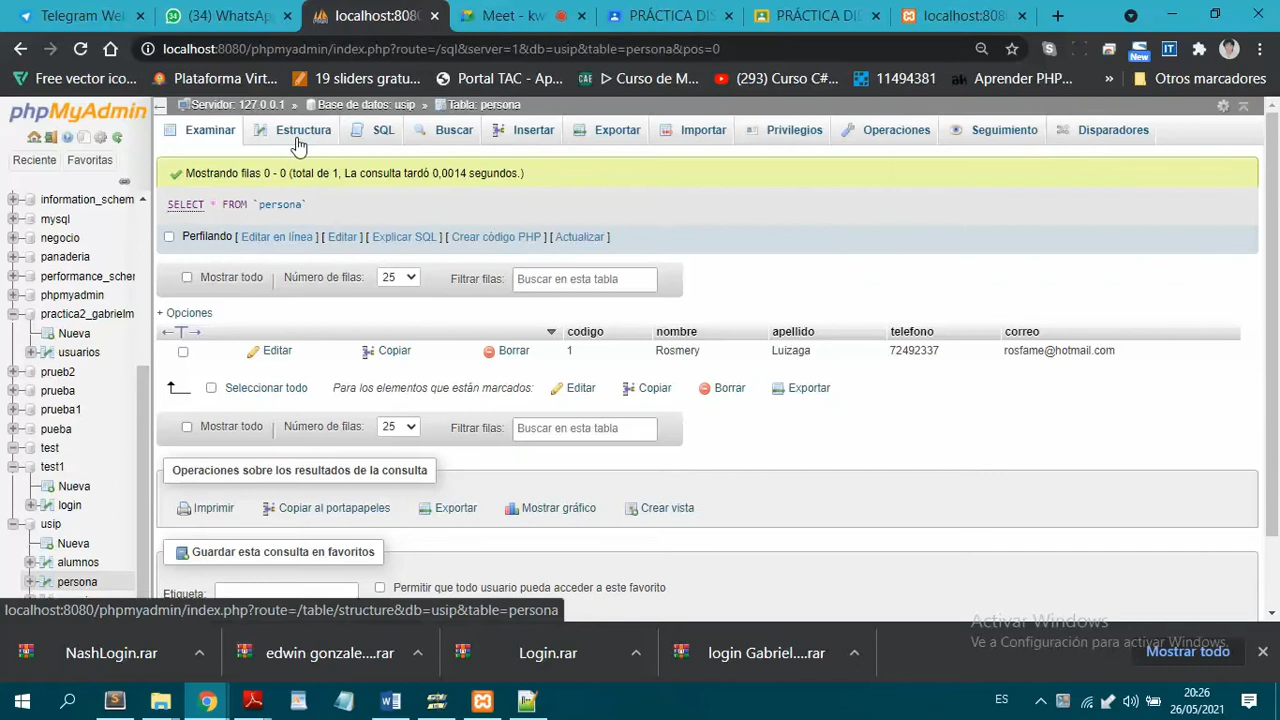 Telegram We
(34) WhatsA
localhost:8080
Meet - kw
PRÁCTICA DI
PRÁCTICA DI
localhost:808
localhost:8080/phpmyadmin/index.php?route=/sql&server=1&db=usip&table=persona&pos=0
New
Free vector ico...
Plataforma Virt...
19 sliders gratu...
Portal TAC - Ap...
▷ Curso de M...
(293) Curso C#...
11494381
Aprender PHP...
»
Otros marcadores
phpMyAdmin
Reciente
Favoritas
information_schem
mysql
negocio
panaderia
performance_schem
phpmyadmin
practica2_gabrielm
Nueva
usuarios
prueb2
prueba
prueba1
pueba
test
test1
Nueva
login
usip
Nueva
alumnos
persona
Servidor: 127.0.0.1 » Base de datos: usip » Tabla: persona
Examinar
Estructura
SQL
Buscar
Insertar
Exportar
Importar
Privilegios
Operaciones
Seguimiento
Disparadores
Mostrando filas 0 - 0 (total de 1, La consulta tardó 0,0014 segundos.)
SELECT * FROM `persona`
Perfilando [ Editar en línea ] [ Editar ] [ Explicar SQL ] [ Crear código PHP ] [ Actualizar ]
Mostrar todo | Número de filas: 25 Filtrar filas: Buscar en esta tabla
+ Opciones
←T→ codigo nombre apellido telefono correo
Editar Copiar Borrar 1 Rosmery Luizaga 72492337 rosfame@hotmail.com
Seleccionar todo Para los elementos que están marcados: Editar Copiar Borrar Exportar
Mostrar todo | Número de filas: 25 Filtrar filas: Buscar en esta tabla
Operaciones sobre los resultados de la consulta
Imprimir Copiar al portapapeles Exportar Mostrar gráfico Crear vista
Guardar esta consulta en favoritos
Etiqueta: Permitir que todo usuario pueda acceder a este favorito
localhost:8080/phpmyadmin/index.php?route=/table/structure&db=usip&table=persona
Activar Windows
Ve a Configuración para activar Windows.
NashLogin.rar
edwin gonzale....rar
Login.rar
login Gabriel....rar
Mostrar todo
ES
20:26
26/05/2021